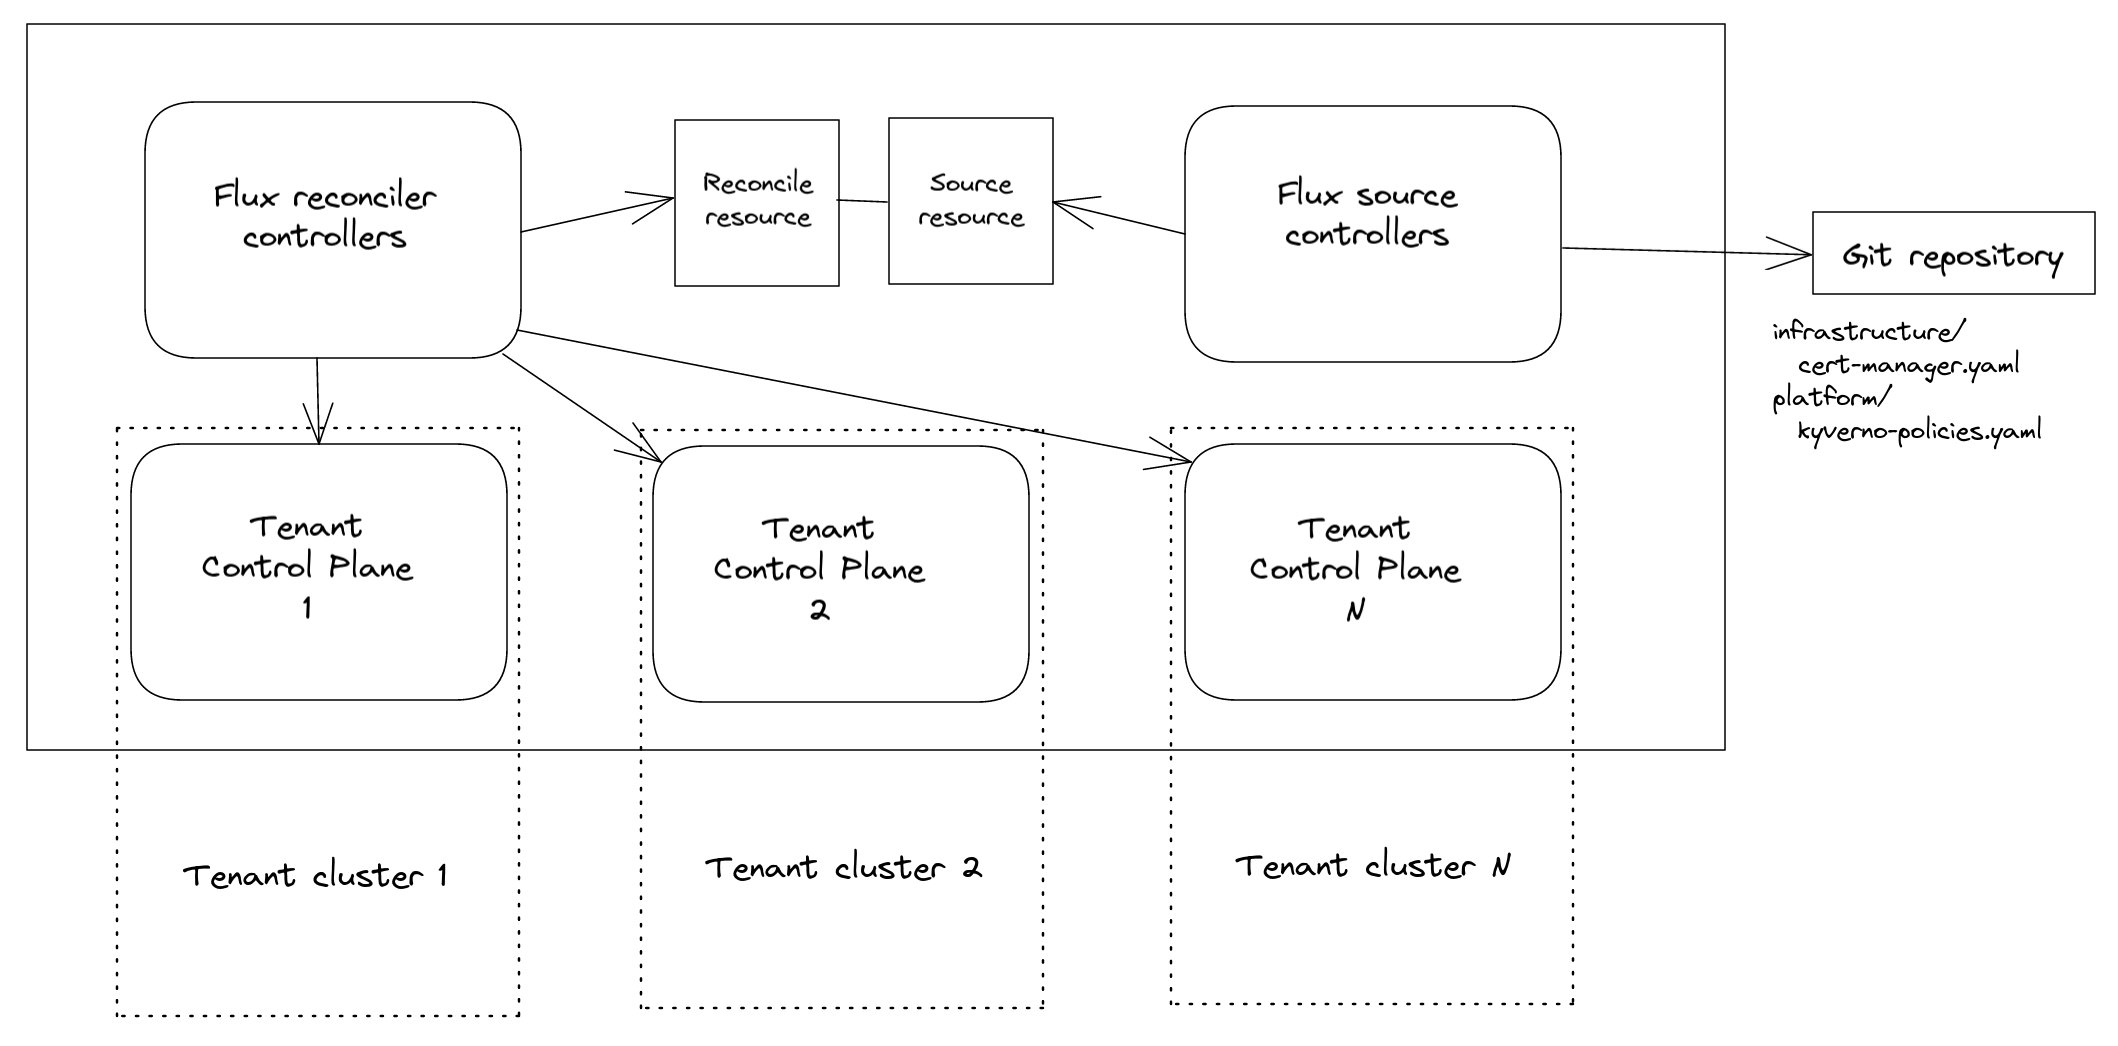 Flux reconciler
controllers
Reconcile
resource
Source
resource
Flux source
controllers
Git repository
infrastructure/
cert-manager.yaml
platform/
kyverno-policies.yaml
Tenant
Control Plane
1
Tenant
Control Plane
2
Tenant
Control Plane
N
Tenant cluster 1
Tenant cluster 2
Tenant cluster N